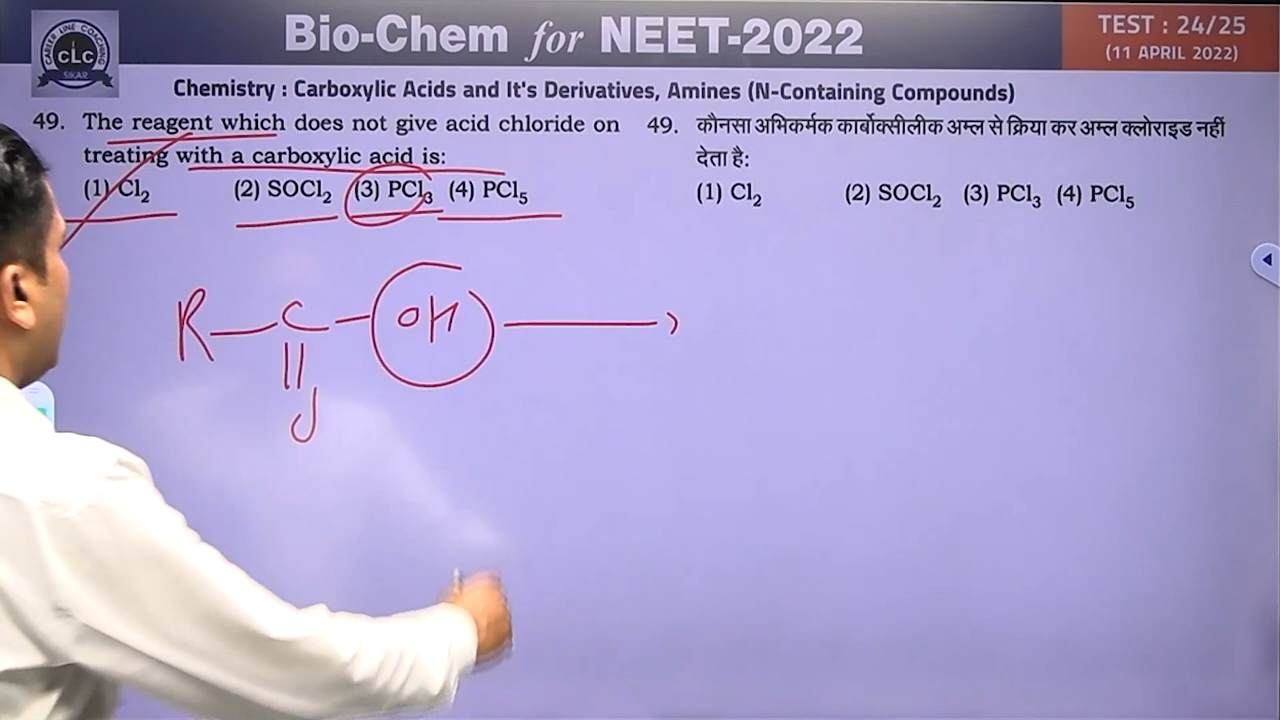 CAREER LINE COACHING
CLC
SIKAR
Bio-Chem for NEET-2022
TEST : 24/25
(11 APRIL 2022)
Chemistry : Carboxylic Acids and It's Derivatives, Amines (N-Containing Compounds)
49. The reagent which does not give acid chloride on
treating with a carboxylic acid is:
(1) Cl₂ (2) SOCl₂ (3) PCl₃ (4) PCl₅
49. कौनसा अभिकर्मक कार्बोक्सीलीक अम्ल से क्रिया कर अम्ल क्लोराइड नहीं
देता है:
(1) Cl₂ (2) SOCl₂ (3) PCl₃ (4) PCl₅
R—C—OH
||
O